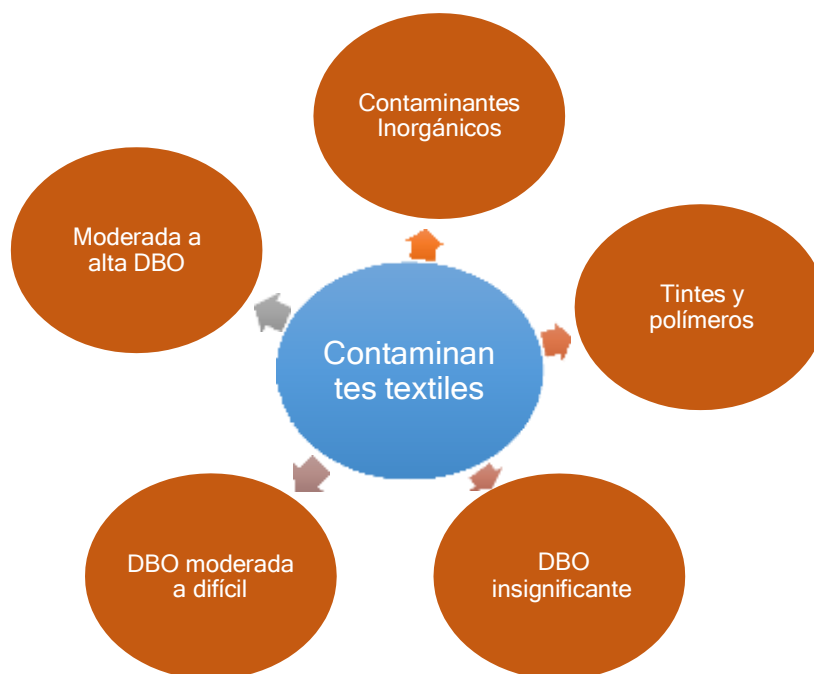 Contaminantes
Inorgánicos
Moderada a
alta DBO
Tintes y
polímeros
Contaminan
tes textiles
DBO moderada
a difícil
DBO
insignificante